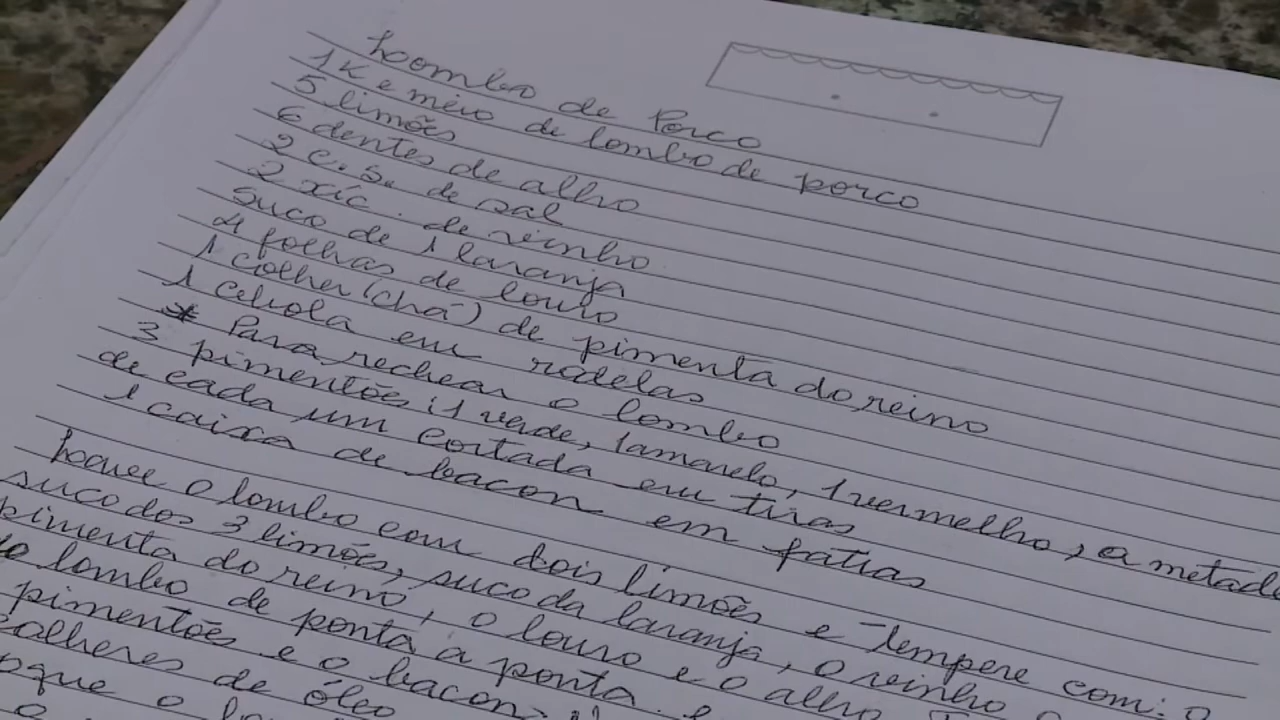 Lombo de Porco
1 K e meio de lombo de porco
5 limões
6 dentes de alho
2 c. s. de sal
2 xíc. de vinho
suco de 1 laranja
4 folhas de louro
1 colher (chá) de pimenta do reino
1 cebola em rodelas
* Para rechear o lombo
3 pimentões: 1 verde, 1 amarelo, 1 vermelho, a metade
de cada um cortada em tiras
1 caixa de bacon em fatias
Lave o lombo com dois limões e tempere com: o
suco dos 3 limões, suco da laranja, o vinho
pimenta do reino, o louro e o alho
o lombo de ponta a ponta
pimentões e o bacon
colheres de óleo